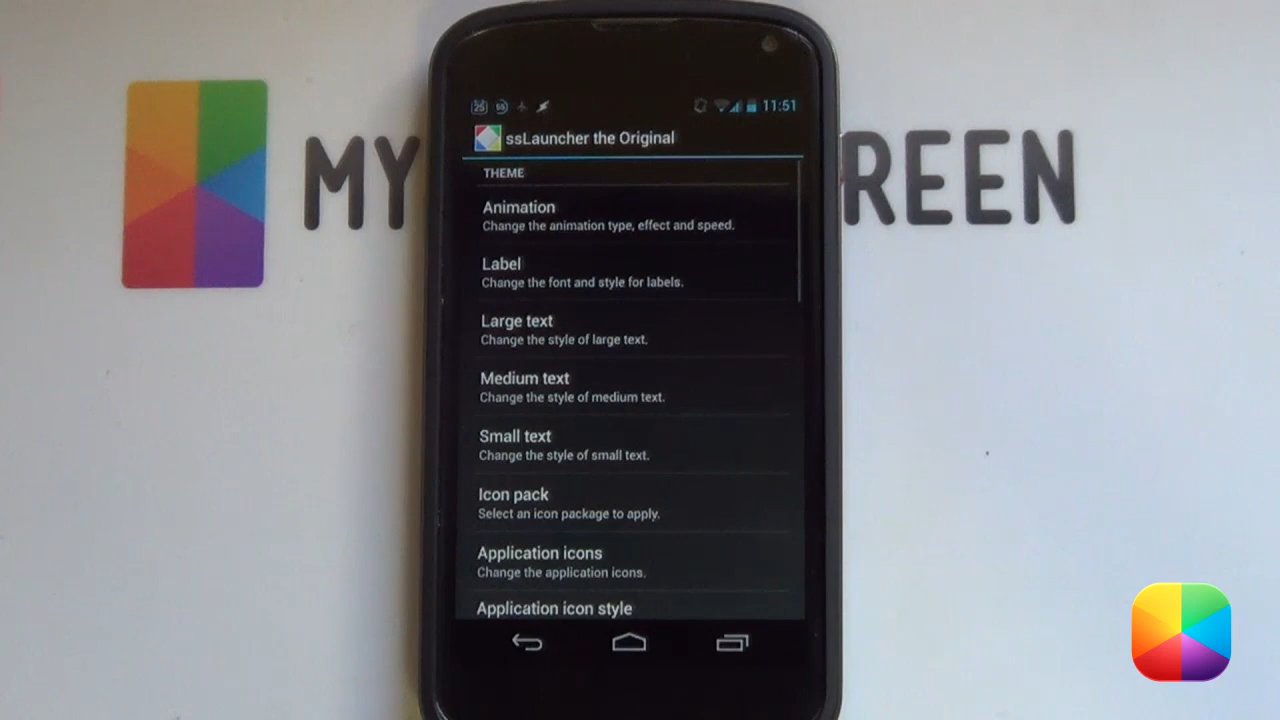 25 SS 11:51
ssLauncher the Original
MY REEN
THEME
Animation
Change the animation type, effect and speed.
Label
Change the font and style for labels.
Large text
Change the style of large text.
Medium text
Change the style of medium text.
Small text
Change the style of small text.
Icon pack
Select an icon package to apply.
Application icons
Change the application icons.
Application icon style